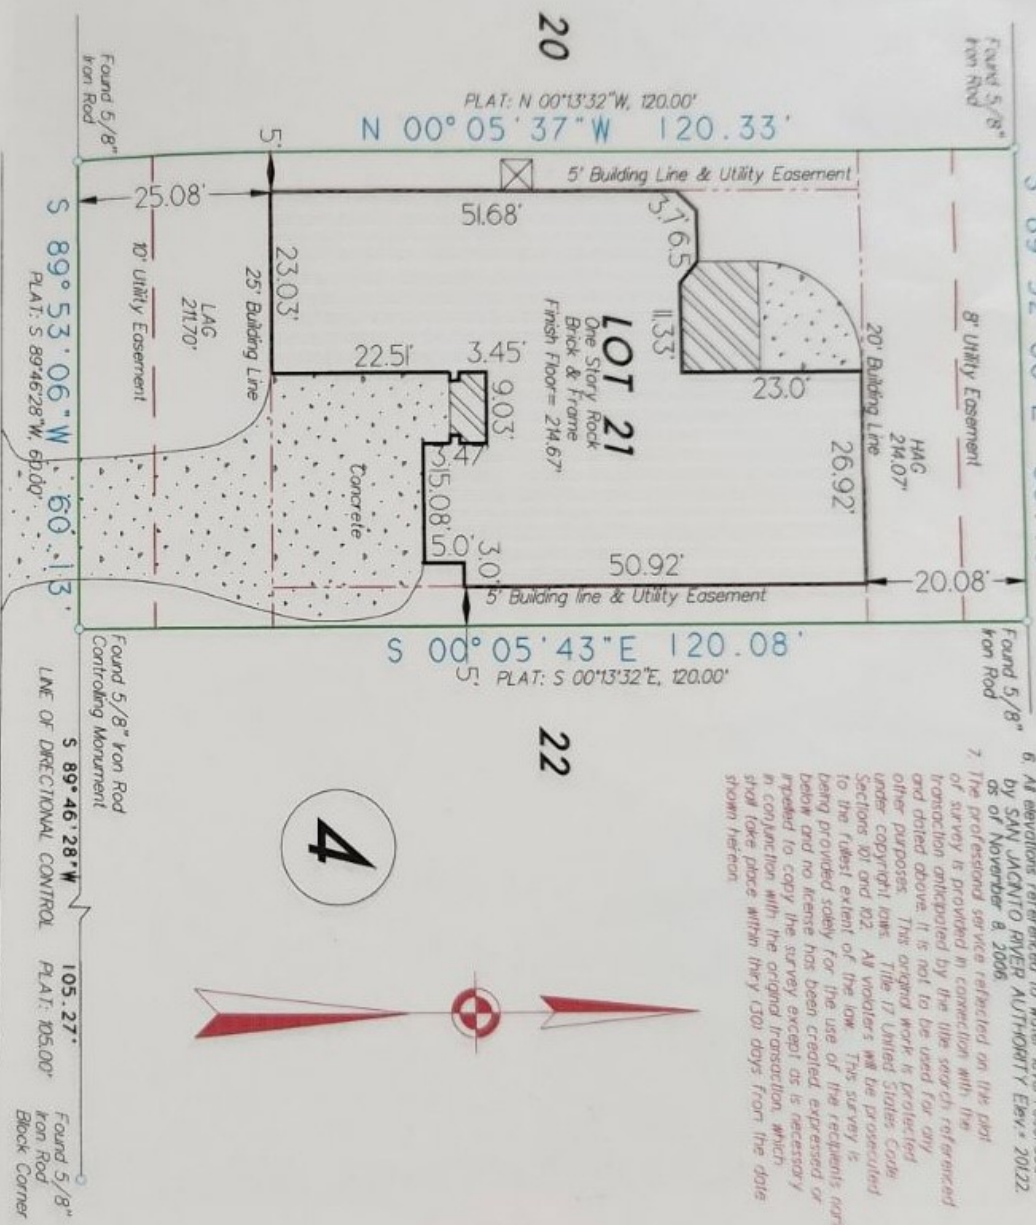 20
PLAT: N 00°13'32"W, 120.00'
N 00°05'37"W 120.33'
Found 5/8"
Iron Rod
Found 5/8"
Iron Rod
5' Building Line & Utility Easement
5'
25.08'
51.68'
3.7'
6.5
11.33'
23.03'
22.51'
3.45'
9.03'
5.08'
5.0'
3.0'
50.92'
23.0'
26.92'
20.08'
LOT 21
One Story Rock
Brick & Frame
Finish Floor= 214.67'
LAG
211.70'
HAG
214.07'
25' Building Line
10' Utility Easement
20' Building Line
8' Utility Easement
Concrete
S 89°53'06"W 60.13'
PLAT: S 89°46'28"W, 60.00'
5' Building line & Utility Easement
S 00°05'43"E 120.08'
5'
PLAT: S 00°13'32"E, 120.00'
Found 5/8"
Iron Rod
Found 5/8" Iron Rod
Controlling Monument
22
4
6. All elevations
by SAN JACINTO RIVER AUTHORITY Elev.= 201.22
as of November 8, 2006.
7. The professional service reflected on this plat
of survey is provided in connection with the
transaction anticipated by the title search referenced
and dated above. It is not to be used for any
other purposes. This original work is protected
under copyright laws. Title 17 United States Code
Sections 101 and 102. All violaters will be prosecuted
to the fullest extent of the law. This survey is
being provided solely for the use of the recipients
below and no license has been created, expressed or
implied to copy the survey except as is necessary
in conjunction with the original transaction, which
shall take place within thirty (30) days from the date
shown hereon.
S 89°46'28"W 105.27'
LINE OF DIRECTIONAL CONTROL PLAT: 105.00'
Found 5/8"
Iron Rod
Block Corner